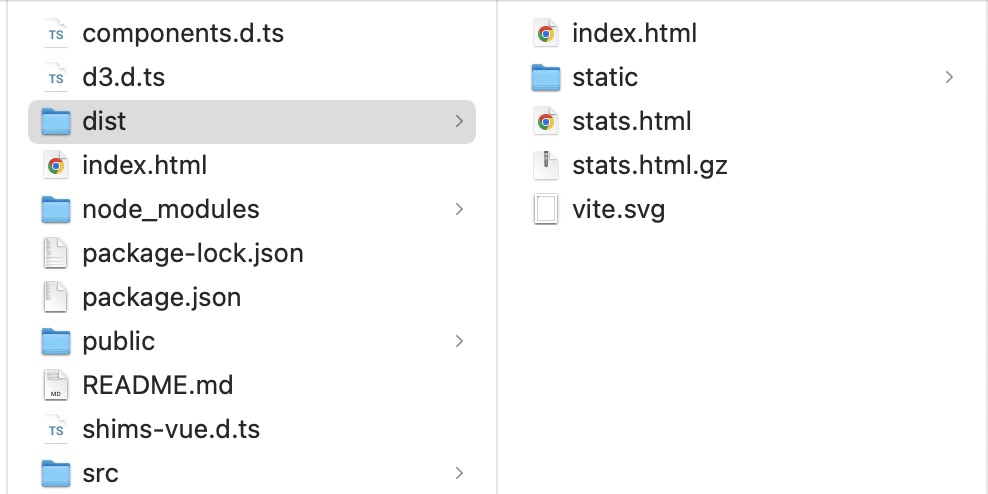 components.d.ts
d3.d.ts
dist
index.html
node_modules
package-lock.json
package.json
public
README.md
shims-vue.d.ts
src
index.html
static
stats.html
stats.html.gz
vite.svg
TS
TS
MD
TS